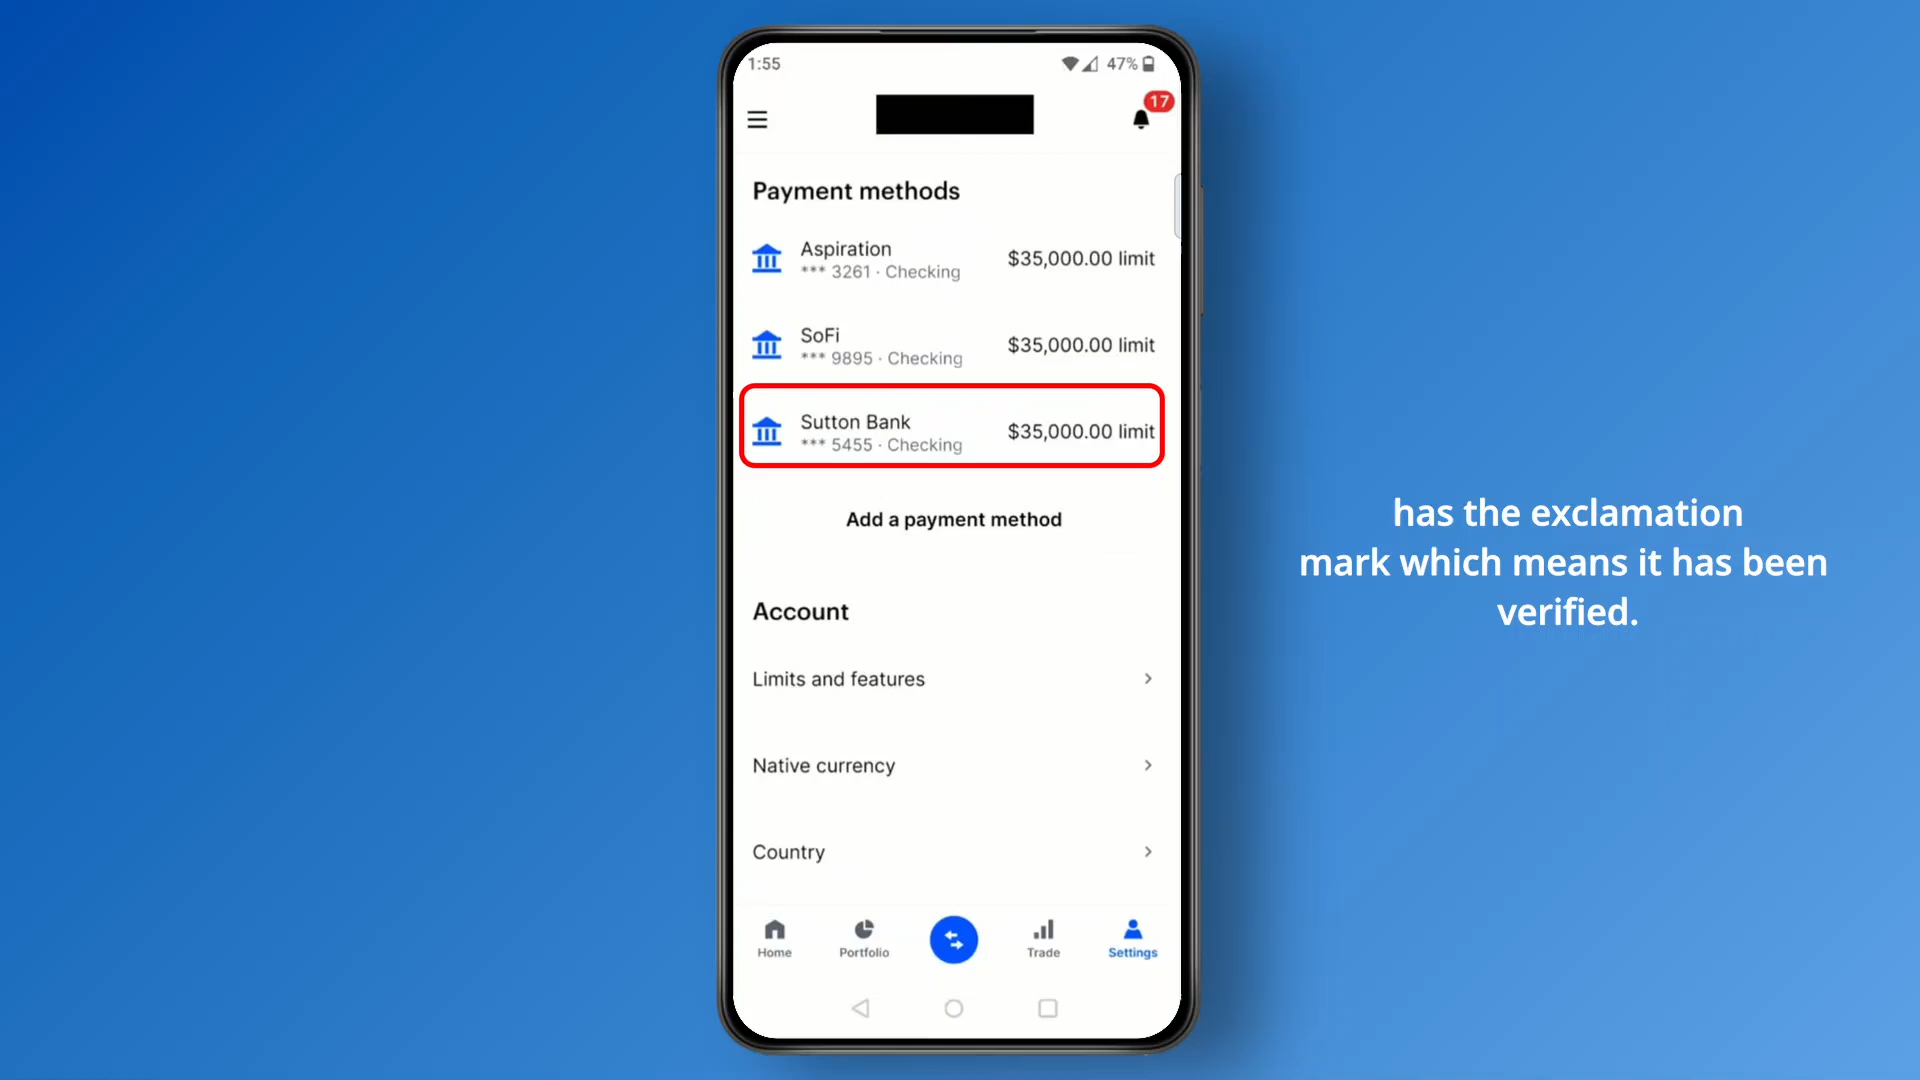 1:55
47%
17
Payment methods
Aspiration
*** 3261 · Checking
$35,000.00 limit
SoFi
*** 9895 · Checking
$35,000.00 limit
Sutton Bank
*** 5455 · Checking
$35,000.00 limit
Add a payment method
has the exclamation
mark which means it has been
verified.
Account
Limits and features
Native currency
Country
Home
Portfolio
Trade
Settings